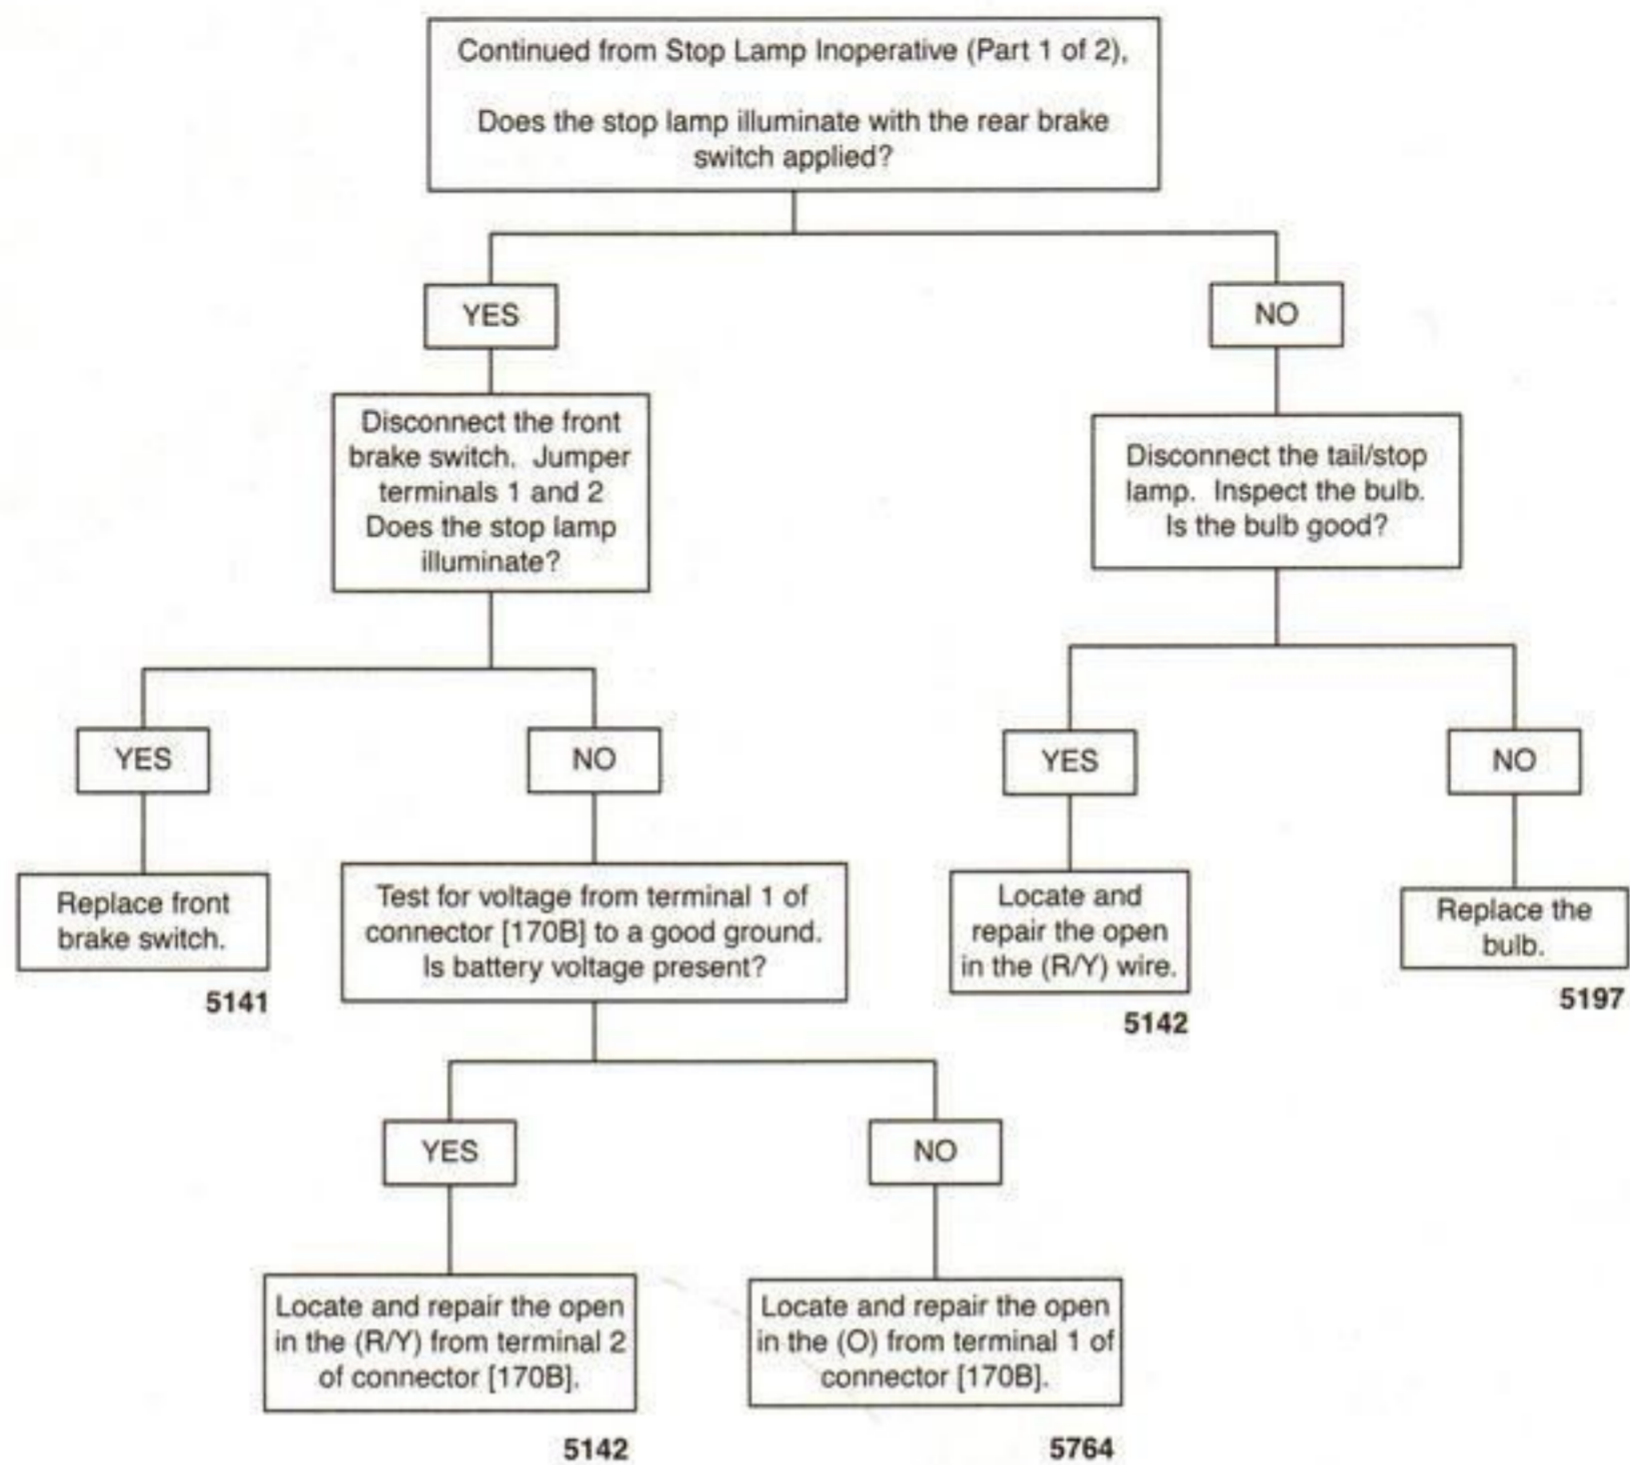 Continued from Stop Lamp Inoperative (Part 1 of 2),
Does the stop lamp illuminate with the rear brake
switch applied?
YES
NO
Disconnect the front
brake switch. Jumper
terminals 1 and 2
Does the stop lamp
illuminate?
Disconnect the tail/stop
lamp. Inspect the bulb.
Is the bulb good?
YES
NO
YES
NO
Replace front
brake switch.
5141
Test for voltage from terminal 1 of
connector [170B] to a good ground.
Is battery voltage present?
Locate and
repair the open
in the (R/Y) wire.
5142
Replace the
bulb.
5197
YES
NO
Locate and repair the open
in the (R/Y) from terminal 2
of connector [170B].
5142
Locate and repair the open
in the (O) from terminal 1 of
connector [170B].
5764